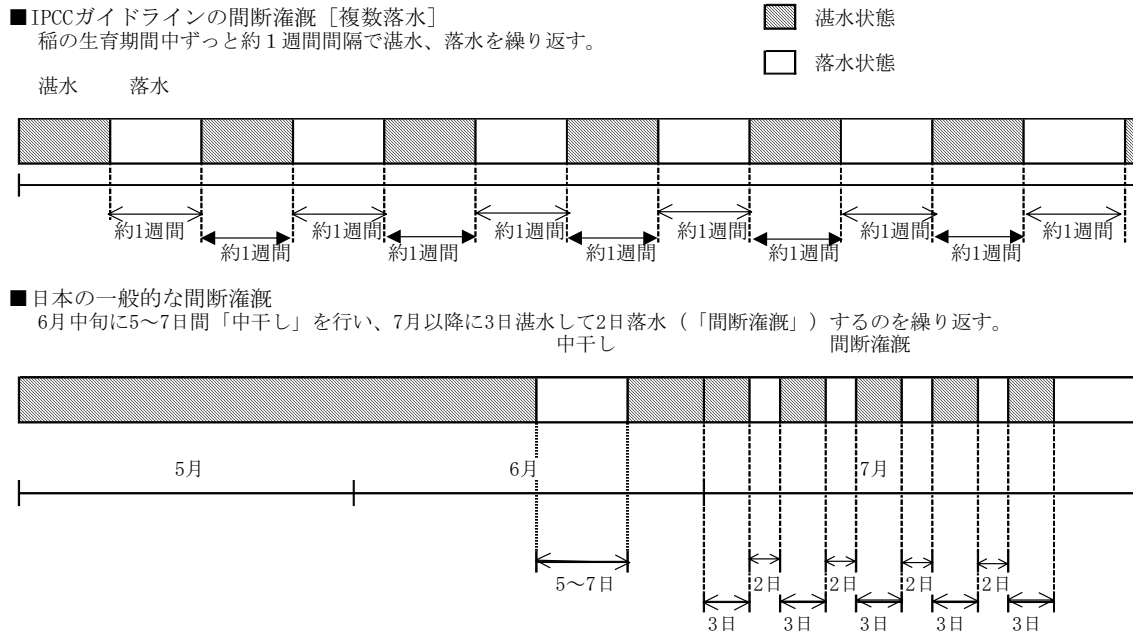 ■IPCCガイドラインの間断潅漑［複数落水］
稲の生育期間中ずっと約１週間間隔で湛水、落水を繰り返す。
湛水状態
落水状態
湛水 落水
約1週間 約1週間 約1週間 約1週間 約1週間 約1週間
約1週間 約1週間 約1週間 約1週間 約1週間
■日本の一般的な間断潅漑
6月中旬に5～7日間「中干し」を行い、7月以降に3日湛水して2日落水（「間断潅漑」）するのを繰り返す。
中干し 間断潅漑
5月 6月 7月
5～7日 2日 2日 2日 2日
3日 3日 3日 3日 3日